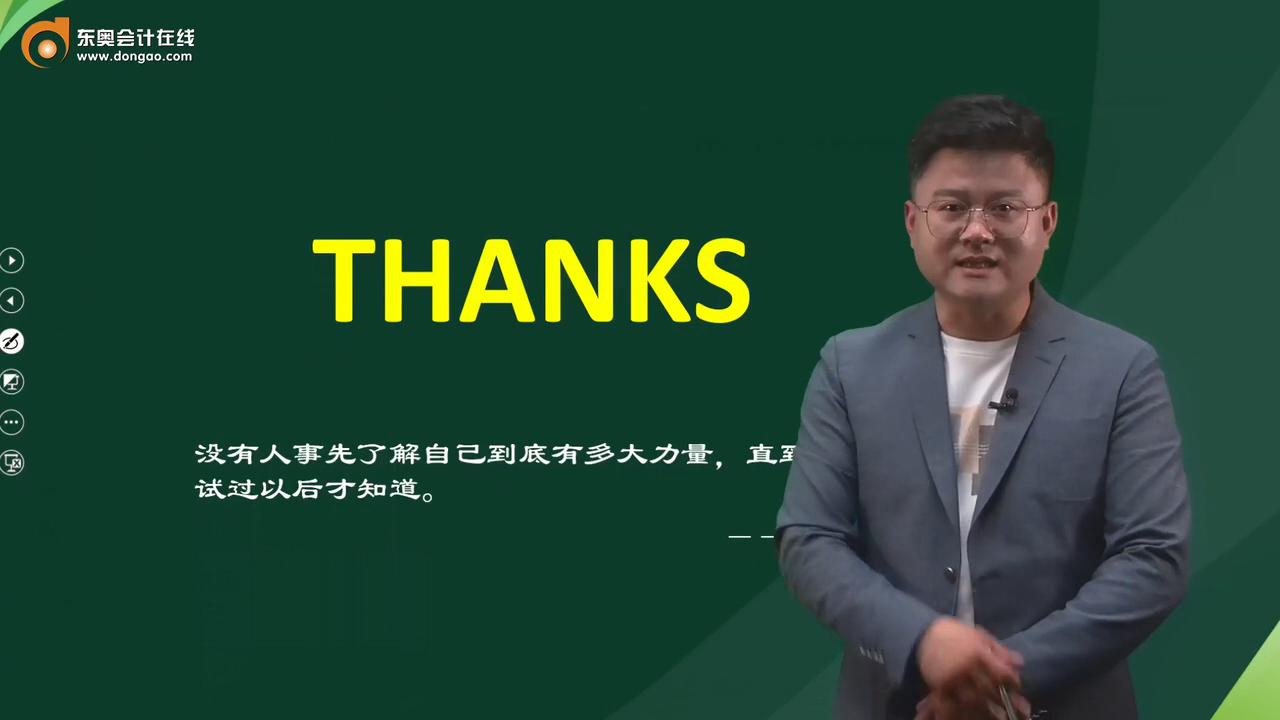 东奥会计在线
www.dongao.com
THANKS
没有人事先了解自己到底有多大力量，直到
试过以后才知道。
— —